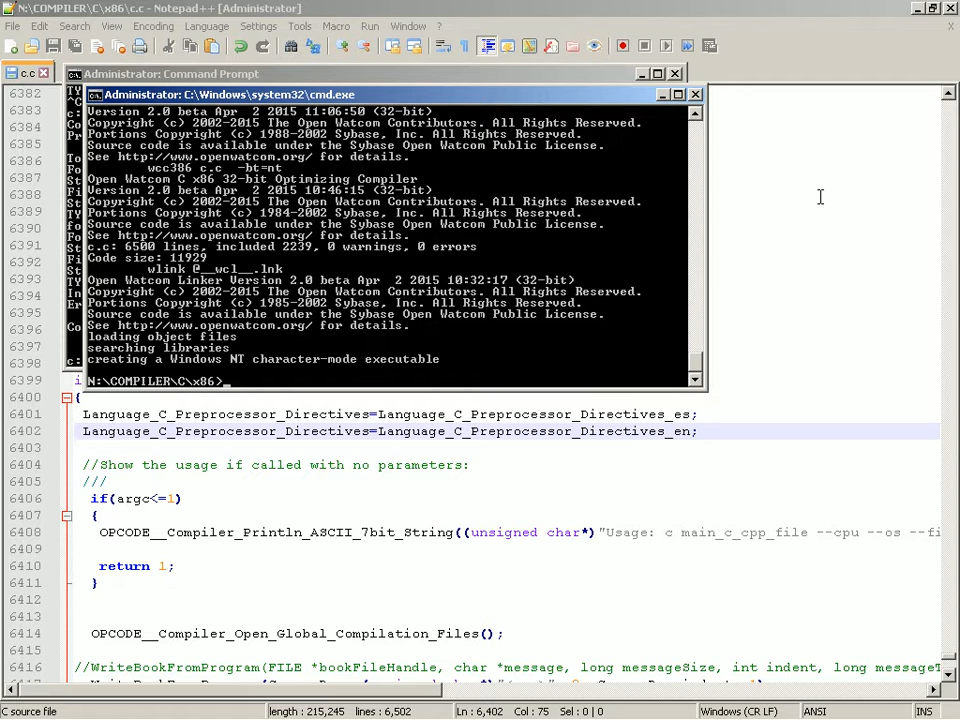 N:\COMPILER\C\x86\c.c - Notepad++ [Administrator]
File Edit Search View Encoding Language Settings Tools Macro Run Window ?
X
c.c
Administrator: Command Prompt
Administrator: C:\Windows\system32\cmd.exe
Version 2.0 beta Apr  2 2015 11:06:50 (32-bit)
Copyright (c) 2002-2015 The Open Watcom Contributors. All Rights Reserved.
Portions Copyright (c) 1988-2002 Sybase, Inc. All Rights Reserved.
Source code is available under the Sybase Open Watcom Public License.
See http://www.openwatcom.org/ for details.
wcc386 c.c -bt=nt
Open Watcom C x86 32-bit Optimizing Compiler
Version 2.0 beta Apr  2 2015 10:46:15 (32-bit)
Copyright (c) 2002-2015 The Open Watcom Contributors. All Rights Reserved.
Portions Copyright (c) 1984-2002 Sybase, Inc. All Rights Reserved.
Source code is available under the Sybase Open Watcom Public License.
See http://www.openwatcom.org/ for details.
c.c: 6500 lines, included 2239, 0 warnings, 0 errors
Code size: 11929
wlink @__wcl__.lnk
Open Watcom Linker Version 2.0 beta Apr  2 2015 10:32:17 (32-bit)
Copyright (c) 2002-2015 The Open Watcom Contributors. All Rights Reserved.
Portions Copyright (c) 1985-2002 Sybase, Inc. All Rights Reserved.
Source code is available under the Sybase Open Watcom Public License.
See http://www.openwatcom.org/ for details.
loading object files
searching libraries
creating a Windows NT character-mode executable
N:\COMPILER\C\x86>_
6382
6383
6384
6385
6386
6387
6388
6389
6390
6391
6392
6393
6394
6395
6396
6397
6398
6399 i
6400 {
6401 Language_C_Preprocessor_Directives=Language_C_Preprocessor_Directives_es;
6402 Language_C_Preprocessor_Directives=Language_C_Preprocessor_Directives_en;
6403
6404 //Show the usage if called with no parameters:
6405 ///
6406 if(argc<=1)
6407 {
6408 OPCODE__Compiler_Println_ASCII_7bit_String((unsigned char*)"Usage: c main_c_cpp_file --cpu --os --fi
6409
6410 return 1;
6411 }
6412
6413
6414 OPCODE__Compiler_Open_Global_Compilation_Files();
6415
6416 //WriteBookFromProgram(FILE *bookFileHandle, char *message, long messageSize, int indent, long messageT
C source file length : 215,245 lines : 6,502 Ln : 6,402 Col : 75 Sel : 0 | 0 Windows (CR LF) ANSI INS